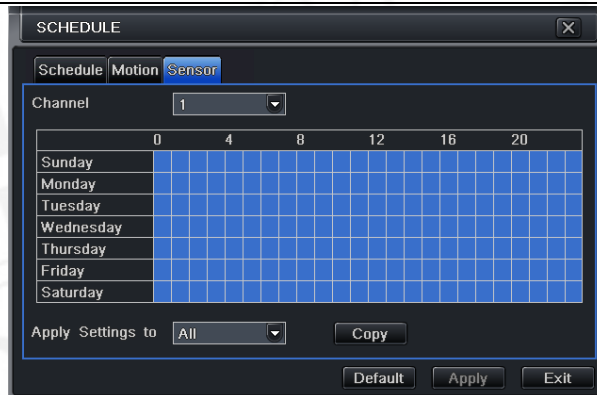 SCHEDULE
Schedule Motion Sensor
Channel 1
0 4 8 12 16 20
Sunday
Monday
Tuesday
Wednesday
Thursday
Friday
Saturday
Apply Settings to All Copy
Default Apply Exit